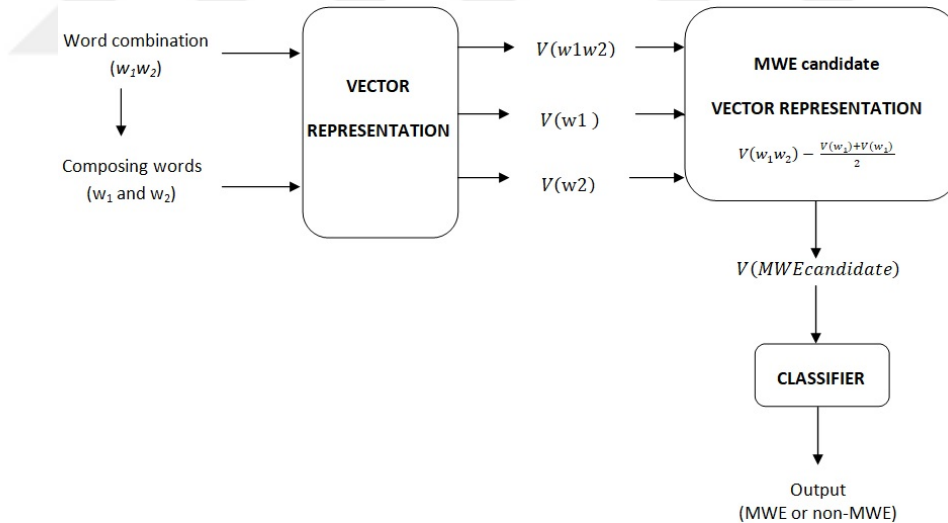 Word combination
(w₁w₂)
Composing words
(w₁ and w₂)
VECTOR
REPRESENTATION
V(w1w2)
V(w1 )
V(w2)
MWE candidate
VECTOR REPRESENTATION
V(w₁w₂) − (V(w₁)+V(w₁))/2
V(MWEcandidate)
CLASSIFIER
Output
(MWE or non-MWE)